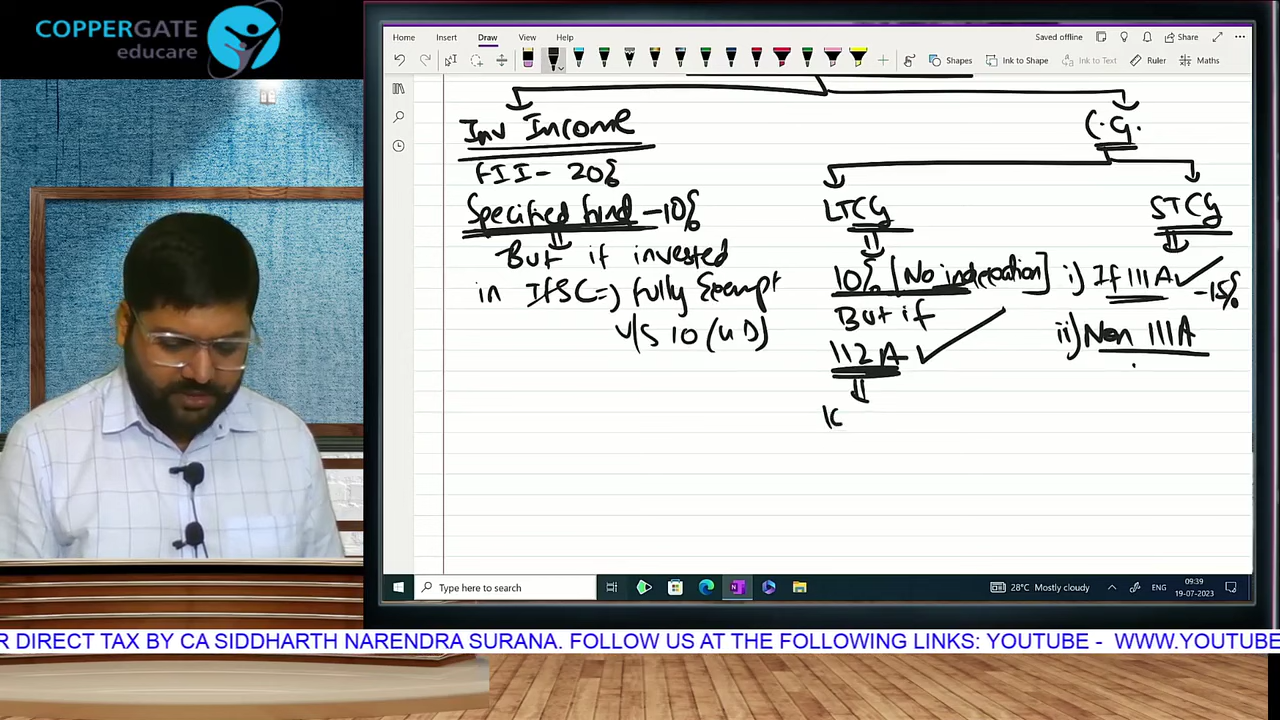 COPPERGATE
educare
Home Insert Draw View Help
Saved offline
Share
Shapes
Ink to Shape
Ink to Text
Ruler
Maths
Inv Income
FII - 20%
Specified fund - 10%
But if invested
in IFSC => fully Exempt
u/s 10 (4D)
C.G.
LTCG
10% [No indexation]
But if
112A
STCG
i) If 111A - 15%
ii) Non 111A
Type here to search
28°C Mostly cloudy
ENG
09:39
19-07-2023
R DIRECT TAX BY CA SIDDHARTH NARENDRA SURANA. FOLLOW US AT THE FOLLOWING LINKS: YOUTUBE - WWW.YOUTUBE